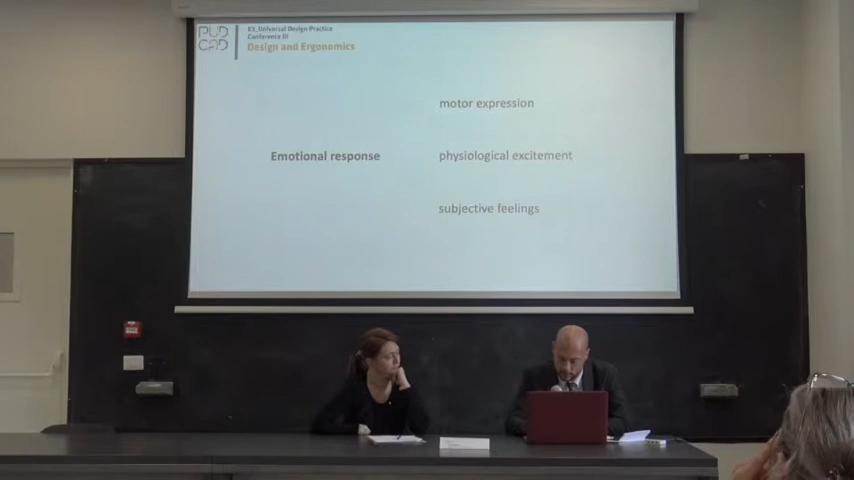 PUD
CAD
E3_Universal Design Practice
Conference III
Design and Ergonomics
motor expression
Emotional response
physiological excitement
subjective feelings